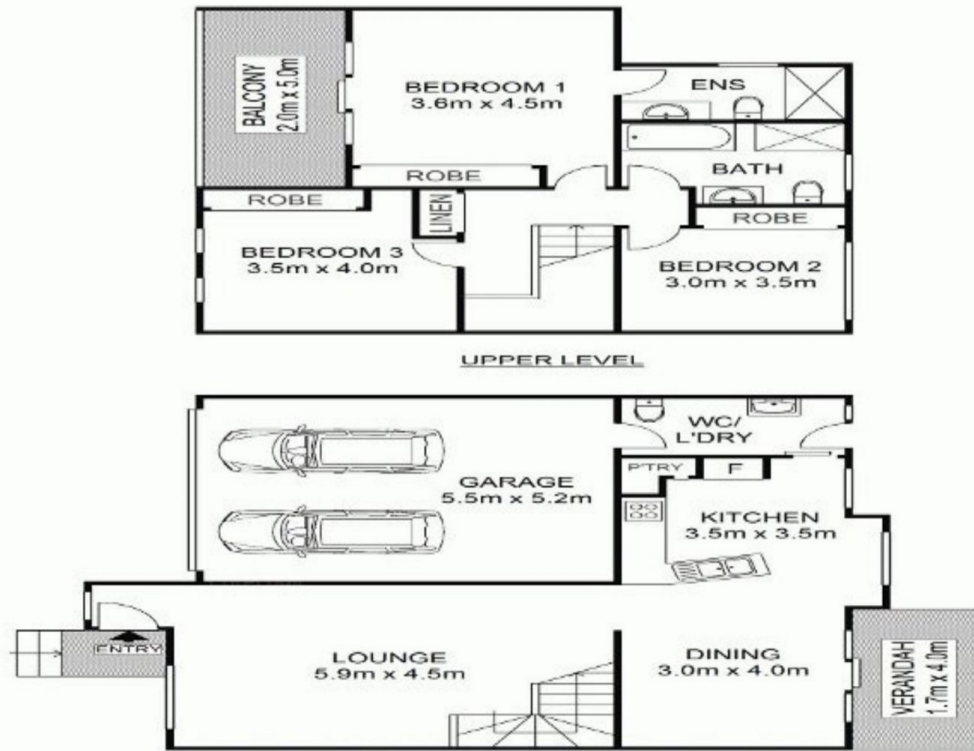 BALCONY
2.0m x 5.0m
BEDROOM 1
3.6m x 4.5m
ENS
BATH
ROBE
ROBE
LINEN
ROBE
BEDROOM 3
3.5m x 4.0m
BEDROOM 2
3.0m x 3.5m
UPPER LEVEL
WC/
L'DRY
P'TRY
F
GARAGE
5.5m x 5.2m
KITCHEN
3.5m x 3.5m
ENTRY
LOUNGE
5.9m x 4.5m
DINING
3.0m x 4.0m
VERANDAH
1.7m x 4.0m